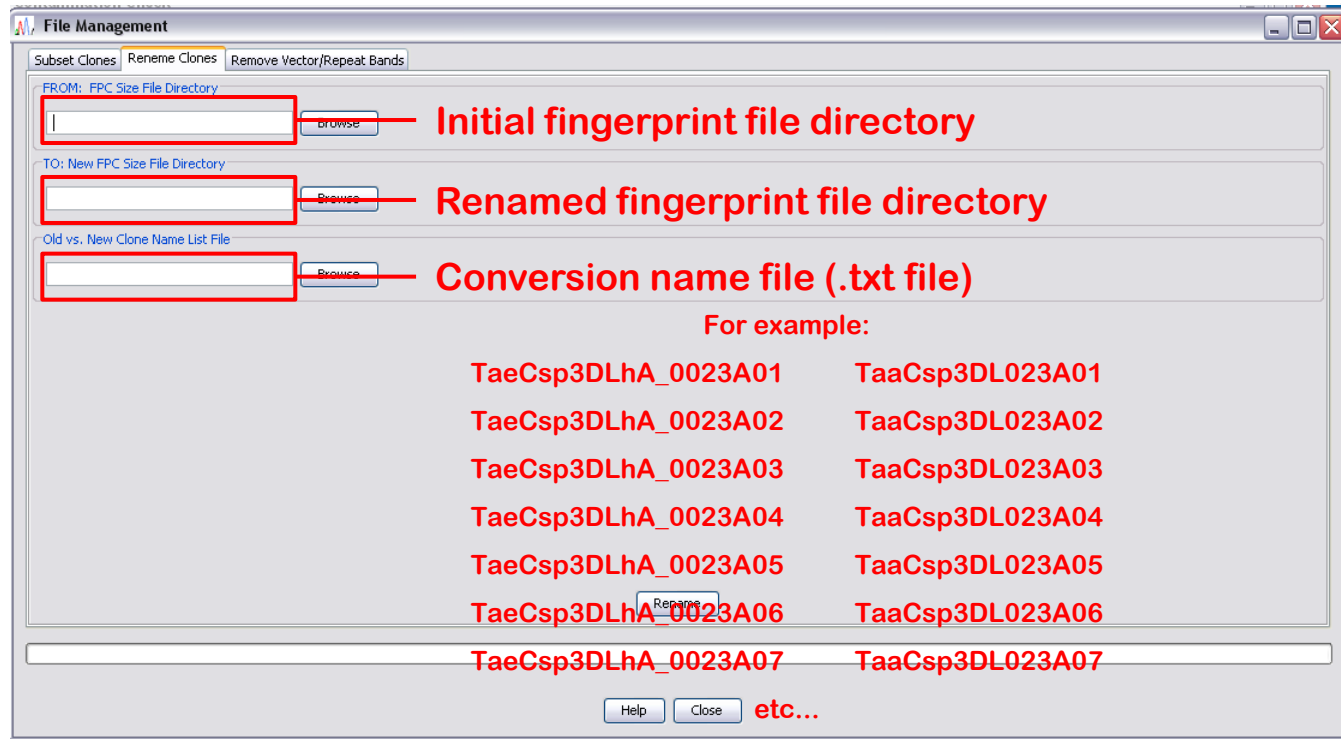 File Management
Subset Clones Reneme Clones Remove Vector/Repeat Bands
FROM: FPC Size File Directory
Browse Initial fingerprint file directory
TO: New FPC Size File Directory
Browse Renamed fingerprint file directory
Old vs. New Clone Name List File
Browse Conversion name file (.txt file)
For example:
TaeCsp3DLhA_0023A01 TaaCsp3DL023A01
TaeCsp3DLhA_0023A02 TaaCsp3DL023A02
TaeCsp3DLhA_0023A03 TaaCsp3DL023A03
TaeCsp3DLhA_0023A04 TaaCsp3DL023A04
TaeCsp3DLhA_0023A05 TaaCsp3DL023A05
Rename
TaeCsp3DLhA_0023A06 TaaCsp3DL023A06
TaeCsp3DLhA_0023A07 TaaCsp3DL023A07
Help Close etc...